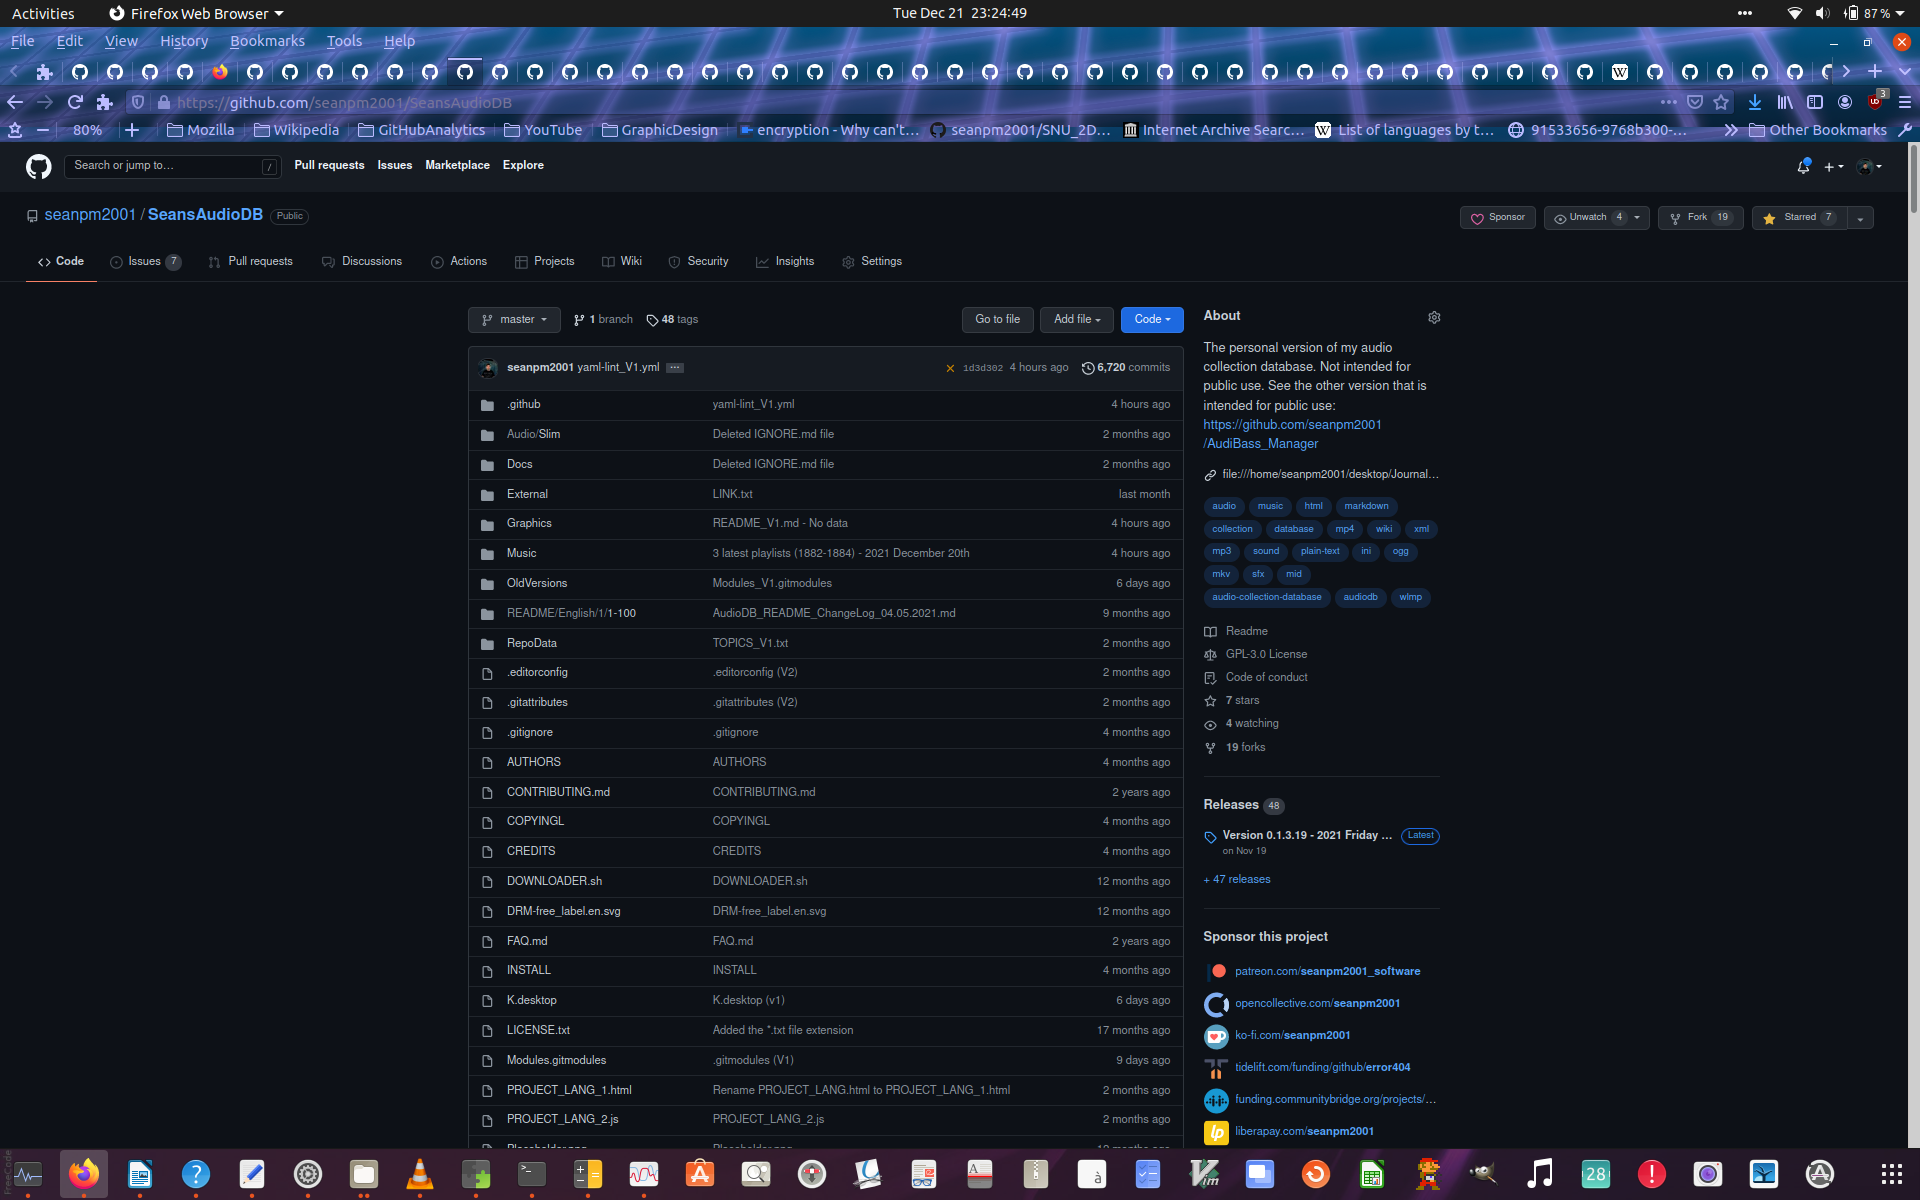 Activities
Firefox Web Browser
Tue Dec 21 23:24:49
87 %
File Edit View History Bookmarks Tools Help
https://github.com/seanpm2001/SeansAudioDB
3
80%
Mozilla
Wikipedia
GitHubAnalytics
YouTube
GraphicDesign
encryption - Why can't...
seanpm2001/SNU_2D...
Internet Archive Searc...
List of languages by t...
91533656-9768b300-...
Other Bookmarks
Search or jump to...
/
Pull requests Issues Marketplace Explore
seanpm2001 / SeansAudioDB Public
Sponsor
Unwatch 4
Fork 19
Starred 7
Code
Issues 7
Pull requests
Discussions
Actions
Projects
Wiki
Security
Insights
Settings
master
1 branch
48 tags
Go to file
Add file
Code
seanpm2001 yaml-lint_V1.yml ...
1d3d302 4 hours ago
6,720 commits
.github yaml-lint_V1.yml 4 hours ago
Audio/Slim Deleted IGNORE.md file 2 months ago
Docs Deleted IGNORE.md file 2 months ago
External LINK.txt last month
Graphics README_V1.md - No data 4 hours ago
Music 3 latest playlists (1882-1884) - 2021 December 20th 4 hours ago
OldVersions Modules_V1.gitmodules 6 days ago
README/English/1/1-100 AudioDB_README_ChangeLog_04.05.2021.md 9 months ago
RepoData TOPICS_V1.txt 2 months ago
.editorconfig .editorconfig (V2) 2 months ago
.gitattributes .gitattributes (V2) 2 months ago
.gitignore .gitignore 4 months ago
AUTHORS AUTHORS 4 months ago
CONTRIBUTING.md CONTRIBUTING.md 2 years ago
COPYINGL COPYINGL 4 months ago
CREDITS CREDITS 4 months ago
DOWNLOADER.sh DOWNLOADER.sh 12 months ago
DRM-free_label.en.svg DRM-free_label.en.svg 12 months ago
FAQ.md FAQ.md 2 years ago
INSTALL INSTALL 4 months ago
K.desktop K.desktop (v1) 6 days ago
LICENSE.txt Added the *.txt file extension 17 months ago
Modules.gitmodules .gitmodules (V1) 9 days ago
PROJECT_LANG_1.html Rename PROJECT_LANG.html to PROJECT_LANG_1.html 2 months ago
PROJECT_LANG_2.js PROJECT_LANG_2.js 2 months ago
About
The personal version of my audio
collection database. Not intended for
public use. See the other version that is
intended for public use:
https://github.com/seanpm2001
/AudiBass_Manager
file:///home/seanpm2001/desktop/Journal...
audio music html markdown
collection database mp4 wiki xml
mp3 sound plain-text ini ogg
mkv sfx mid
audio-collection-database audiodb wlmp
Readme
GPL-3.0 License
Code of conduct
7 stars
4 watching
19 forks
Releases 48
Version 0.1.3.19 - 2021 Friday ... Latest
on Nov 19
+ 47 releases
Sponsor this project
patreon.com/seanpm2001_software
opencollective.com/seanpm2001
ko-fi.com/seanpm2001
tidelift.com/funding/github/error404
funding.communitybridge.org/projects/...
liberapay.com/seanpm2001
28